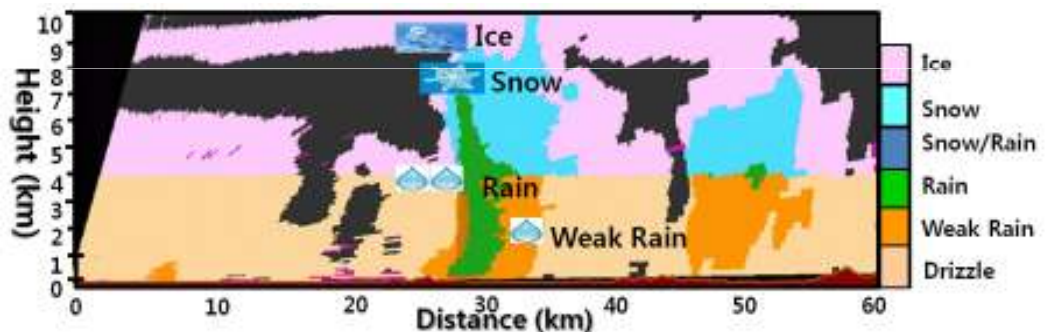 10
9
8
7
6
5
4
3
2
1
0
Height (km)
Ice
Snow
Rain
Weak Rain
0
10
20
30
40
50
60
Distance (km)
Ice
Snow
Snow/Rain
Rain
Weak Rain
Drizzle